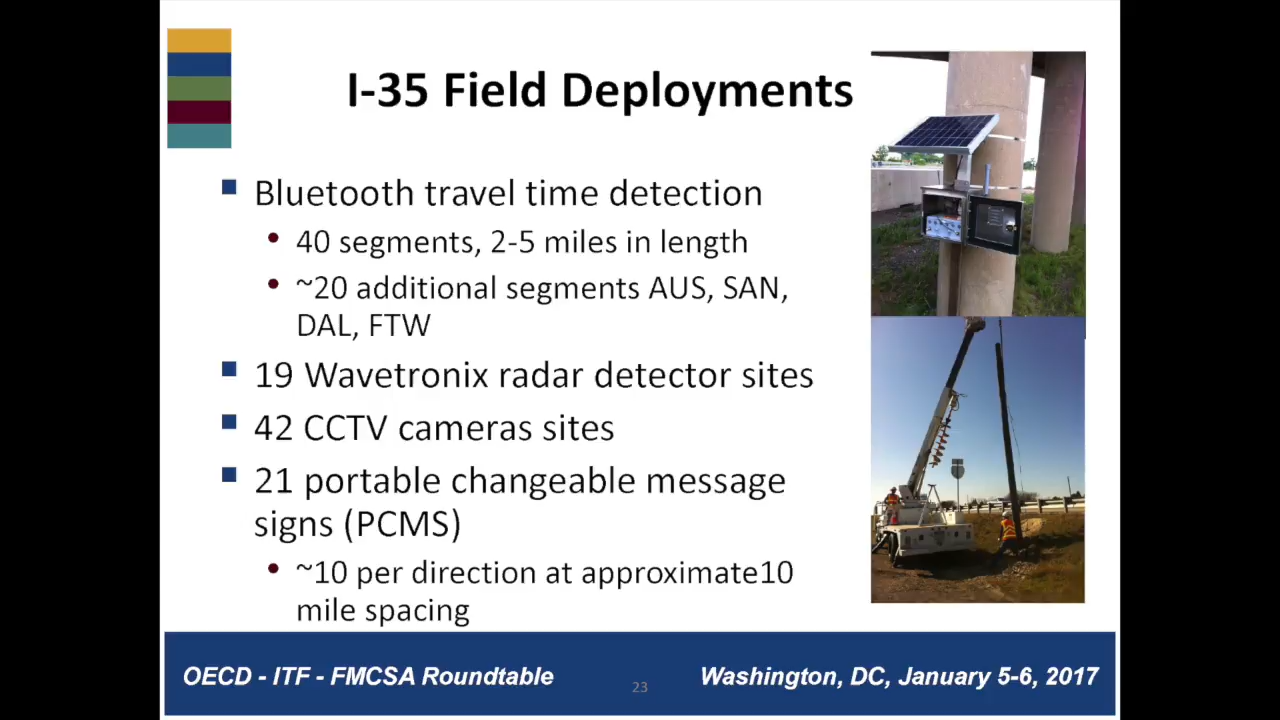 I-35 Field Deployments
Bluetooth travel time detection
40 segments, 2-5 miles in length
~20 additional segments AUS, SAN,
DAL, FTW
19 Wavetronix radar detector sites
42 CCTV cameras sites
21 portable changeable message
signs (PCMS)
~10 per direction at approximate10
mile spacing
OECD - ITF - FMCSA Roundtable
23
Washington, DC, January 5-6, 2017